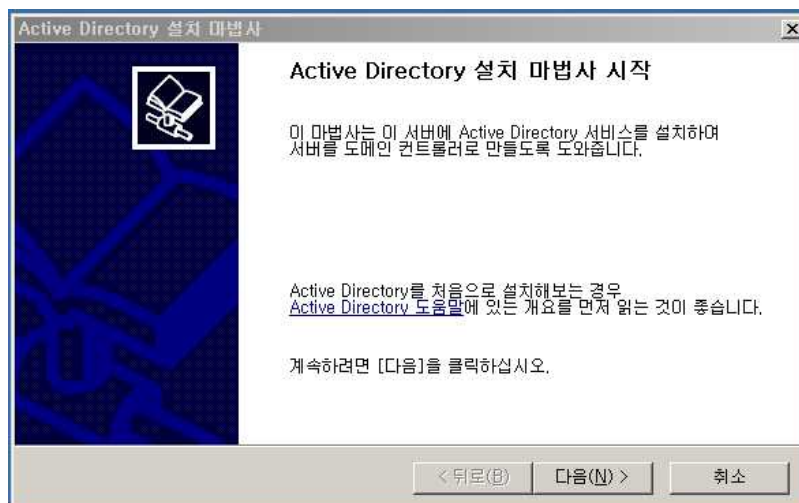 Active Directory 설치 마법사
Active Directory 설치 마법사 시작
이 마법사는 이 서버에 Active Directory 서비스를 설치하며
서버를 도메인 컨트롤러로 만들도록 도와줍니다.
Active Directory를 처음으로 설치해보는 경우
Active Directory 도움말에 있는 개요를 먼저 읽는 것이 좋습니다.
계속하려면 [다음]을 클릭하십시오.
< 뒤로(B) 다음(N) > 취소